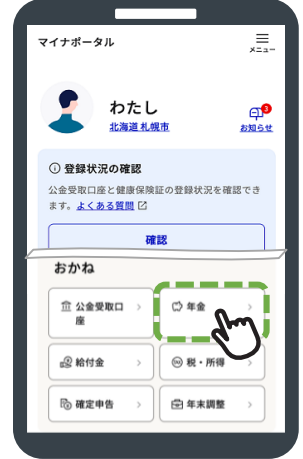 マイナポータル
メニュー
わたし
北海道 札幌市
3
お知らせ
登録状況の確認
公金受取口座と健康保険証の登録状況を確認でき
ます。よくある質問
確認
おかね
公金受取口
座
年金
給付金
税・所得
確定申告
年末調整